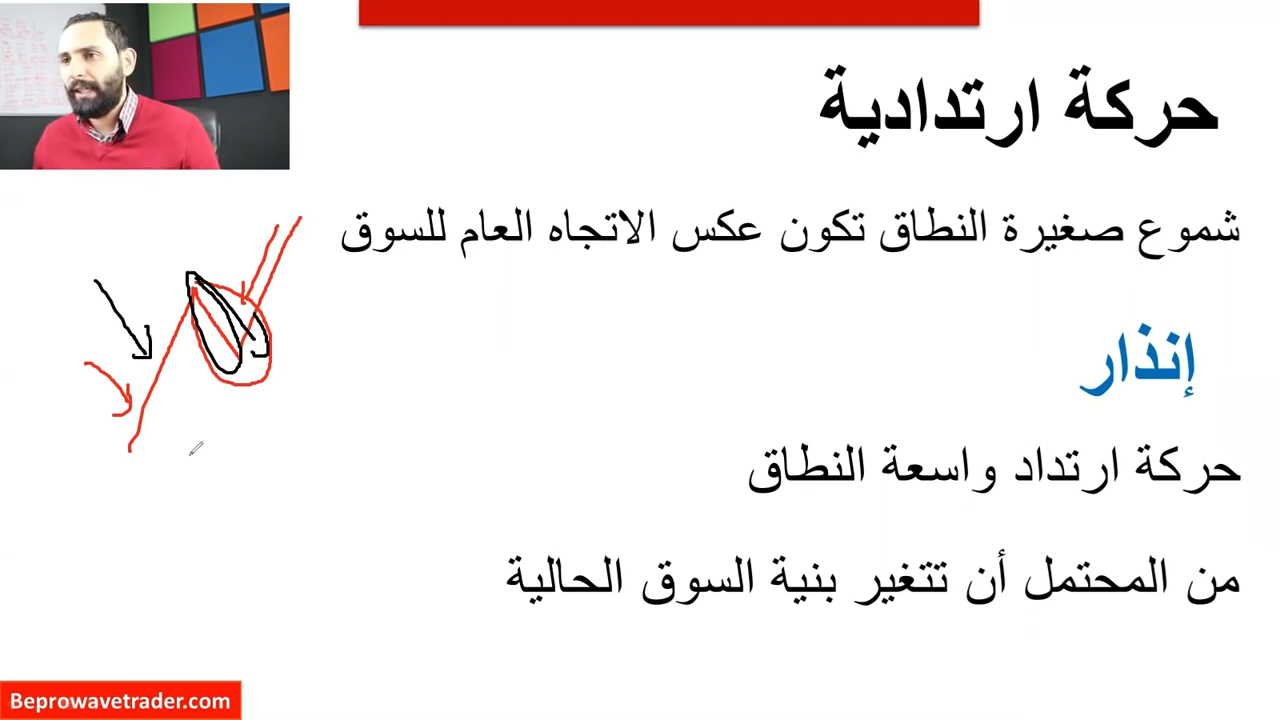 حركة ارتدادية
شموع صغيرة النطاق تكون عكس الاتجاه العام للسوق
إنذار
حركة ارتداد واسعة النطاق
من المحتمل أن تتغير بنية السوق الحالية
Beprowavetrader.com